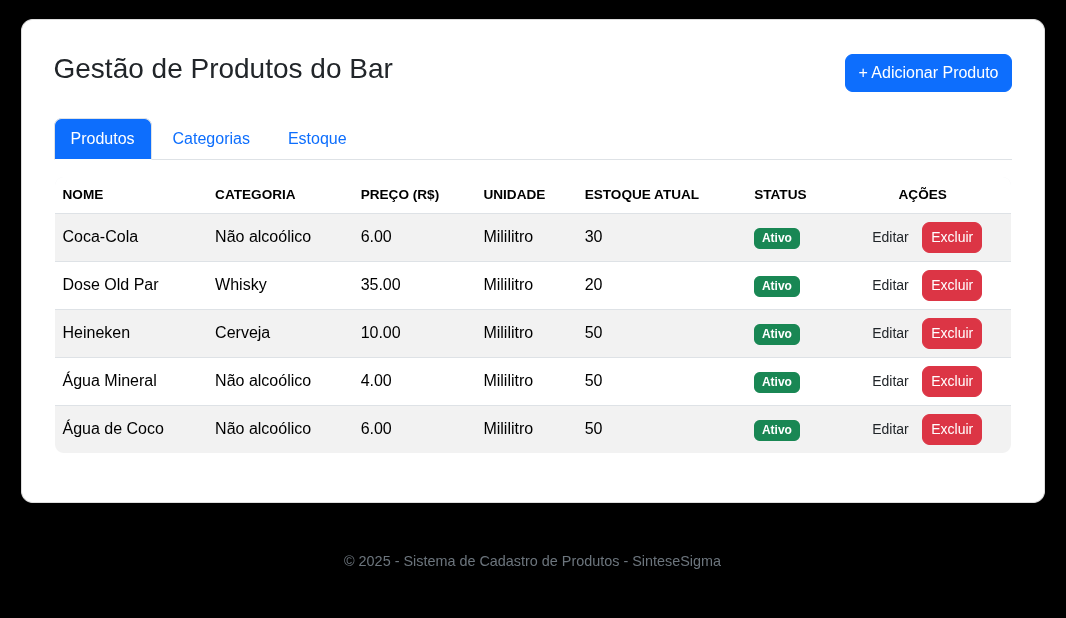 Gestão de Produtos do Bar
+ Adicionar Produto
Produtos Categorias Estoque
NOME CATEGORIA PREÇO (R$) UNIDADE ESTOQUE ATUAL STATUS AÇÕES
Coca-Cola Não alcoólico 6.00 Mililitro 30 Ativo Editar Excluir
Dose Old Par Whisky 35.00 Mililitro 20 Ativo Editar Excluir
Heineken Cerveja 10.00 Mililitro 50 Ativo Editar Excluir
Água Mineral Não alcoólico 4.00 Mililitro 50 Ativo Editar Excluir
Água de Coco Não alcoólico 6.00 Mililitro 50 Ativo Editar Excluir
© 2025 - Sistema de Cadastro de Produtos - SinteseSigma